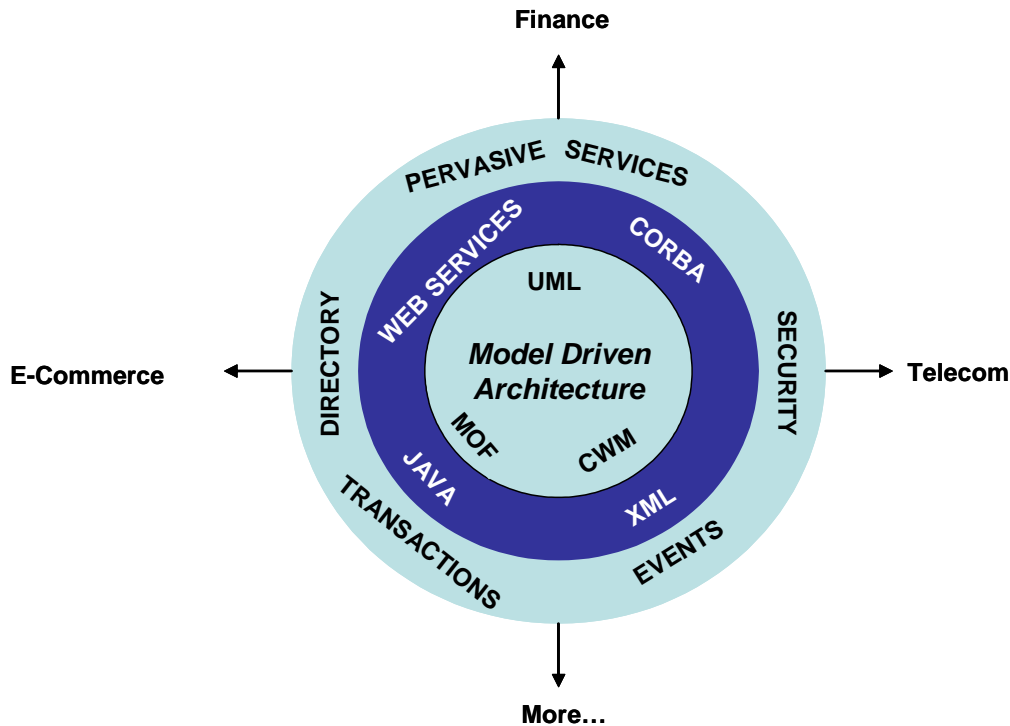 Finance
PERVASIVE SERVICES
WEB SERVICES
CORBA
UML
DIRECTORY
SECURITY
Model Driven
Architecture
E-Commerce
Telecom
MOF
CWM
JAVA
XML
TRANSACTIONS
EVENTS
More…